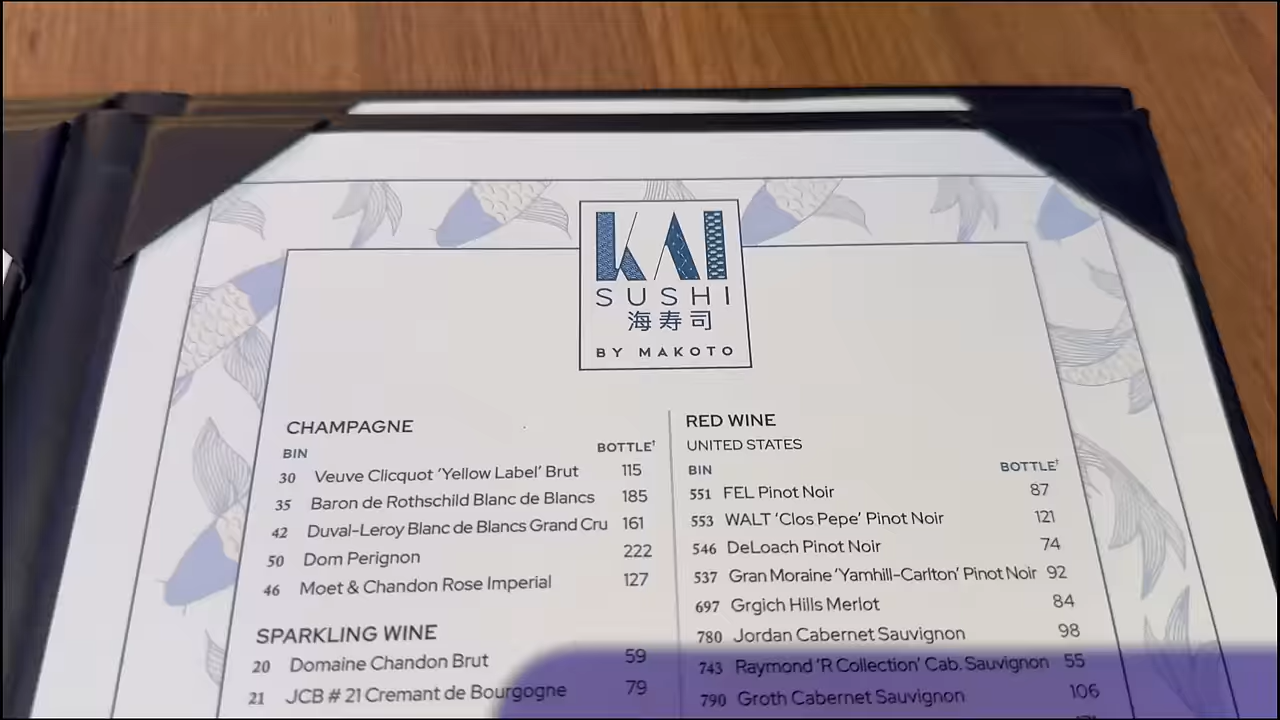 KAI
SUSHI
海寿司
BY MAKOTO
CHAMPAGNE
BIN BOTTLE†
30 Veuve Clicquot ‘Yellow Label’ Brut 115
35 Baron de Rothschild Blanc de Blancs 185
42 Duval-Leroy Blanc de Blancs Grand Cru 161
50 Dom Perignon 222
46 Moet & Chandon Rose Imperial 127
SPARKLING WINE
20 Domaine Chandon Brut 59
21 JCB # 21 Cremant de Bourgogne 79
RED WINE
UNITED STATES
BIN BOTTLE†
551 FEL Pinot Noir 87
553 WALT ‘Clos Pepe’ Pinot Noir 121
546 DeLoach Pinot Noir 74
537 Gran Moraine ‘Yamhill-Carlton’ Pinot Noir 92
697 Grgich Hills Merlot 84
780 Jordan Cabernet Sauvignon 98
743 Raymond ‘R Collection’ Cab. Sauvignon 55
790 Groth Cabernet Sauvignon 106